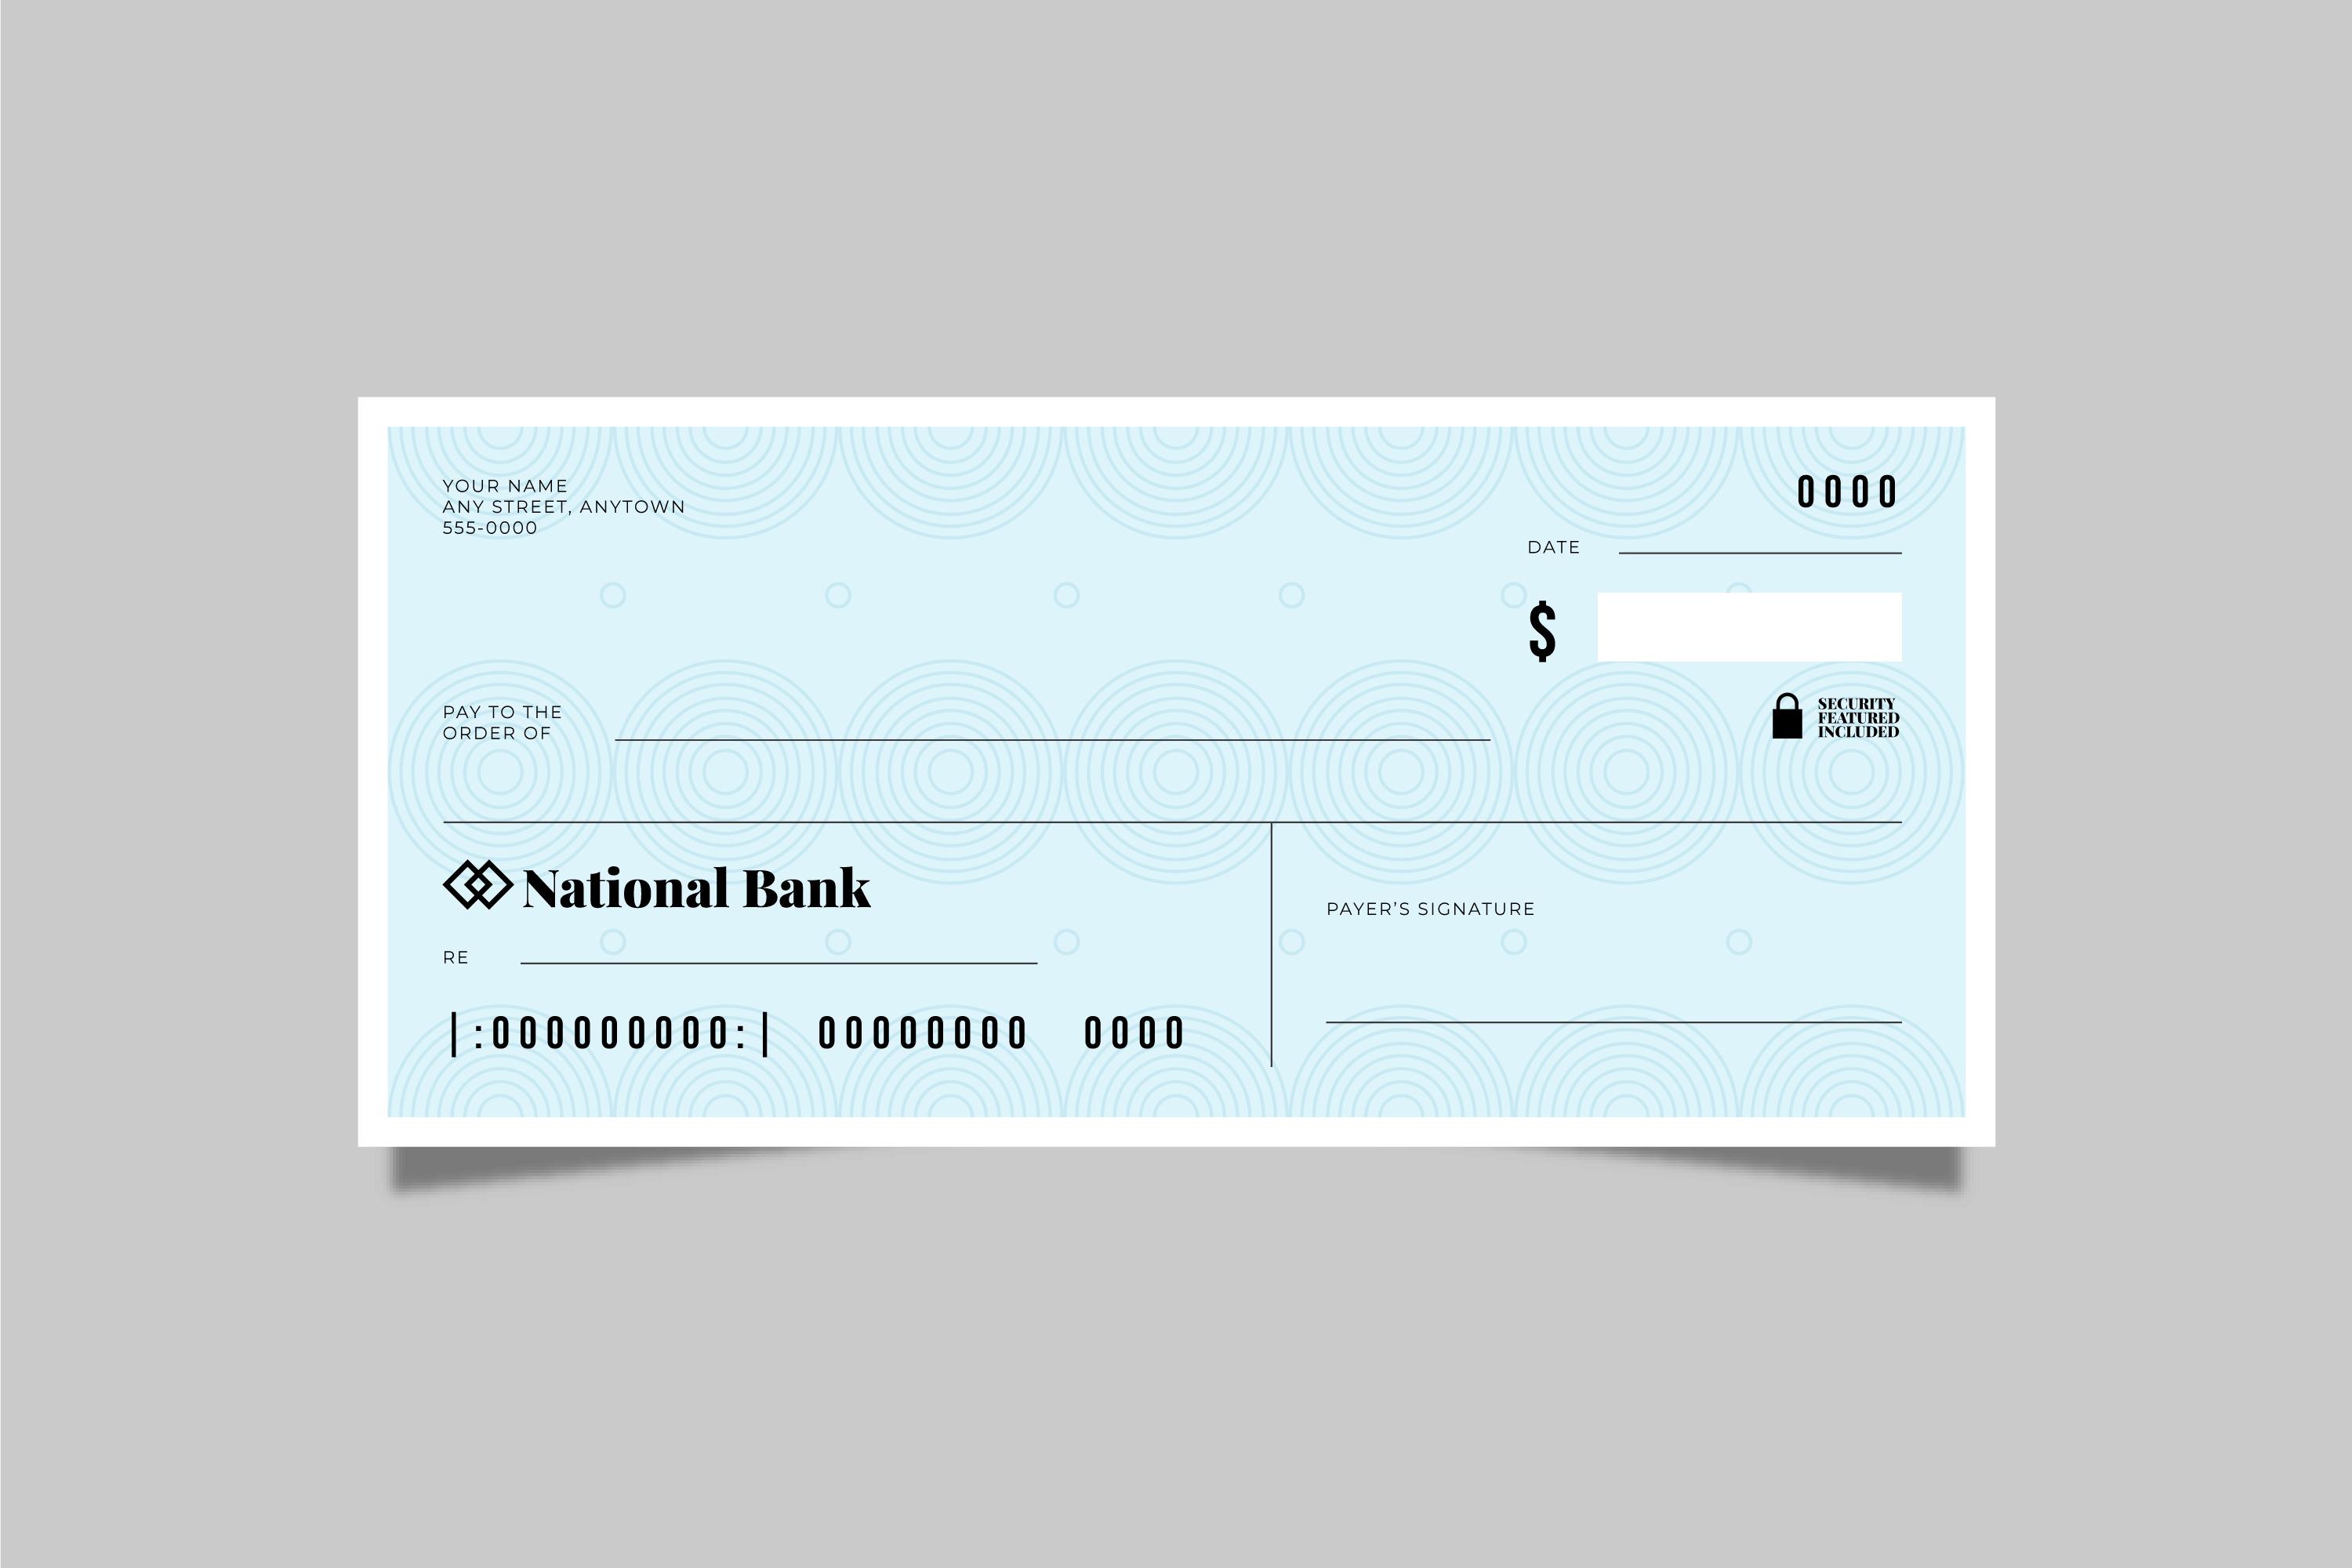 YOUR NAME
ANY STREET, ANYTOWN
555-0000
0000
DATE
$
PAY TO THE
ORDER OF
SECURITY
FEATURED
INCLUDED
National Bank
RE
PAYER’S SIGNATURE
|:000000000:| 00000000 0000